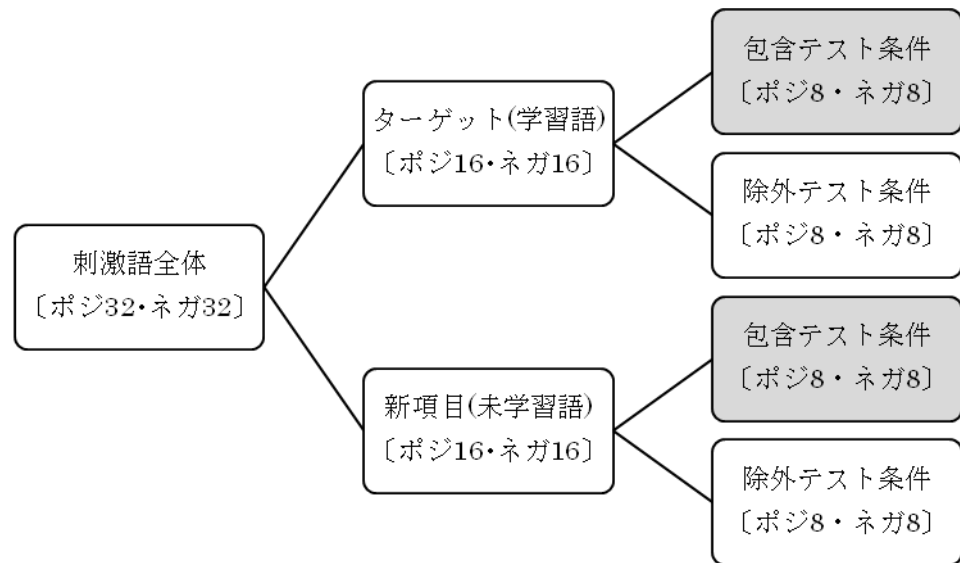 刺激語全体
〔ポジ32・ネガ32〕
ターゲット(学習語)
〔ポジ16・ネガ16〕
新項目(未学習語)
〔ポジ16・ネガ16〕
包含テスト条件
〔ポジ8・ネガ8〕
除外テスト条件
〔ポジ8・ネガ8〕
包含テスト条件
〔ポジ8・ネガ8〕
除外テスト条件
〔ポジ8・ネガ8〕